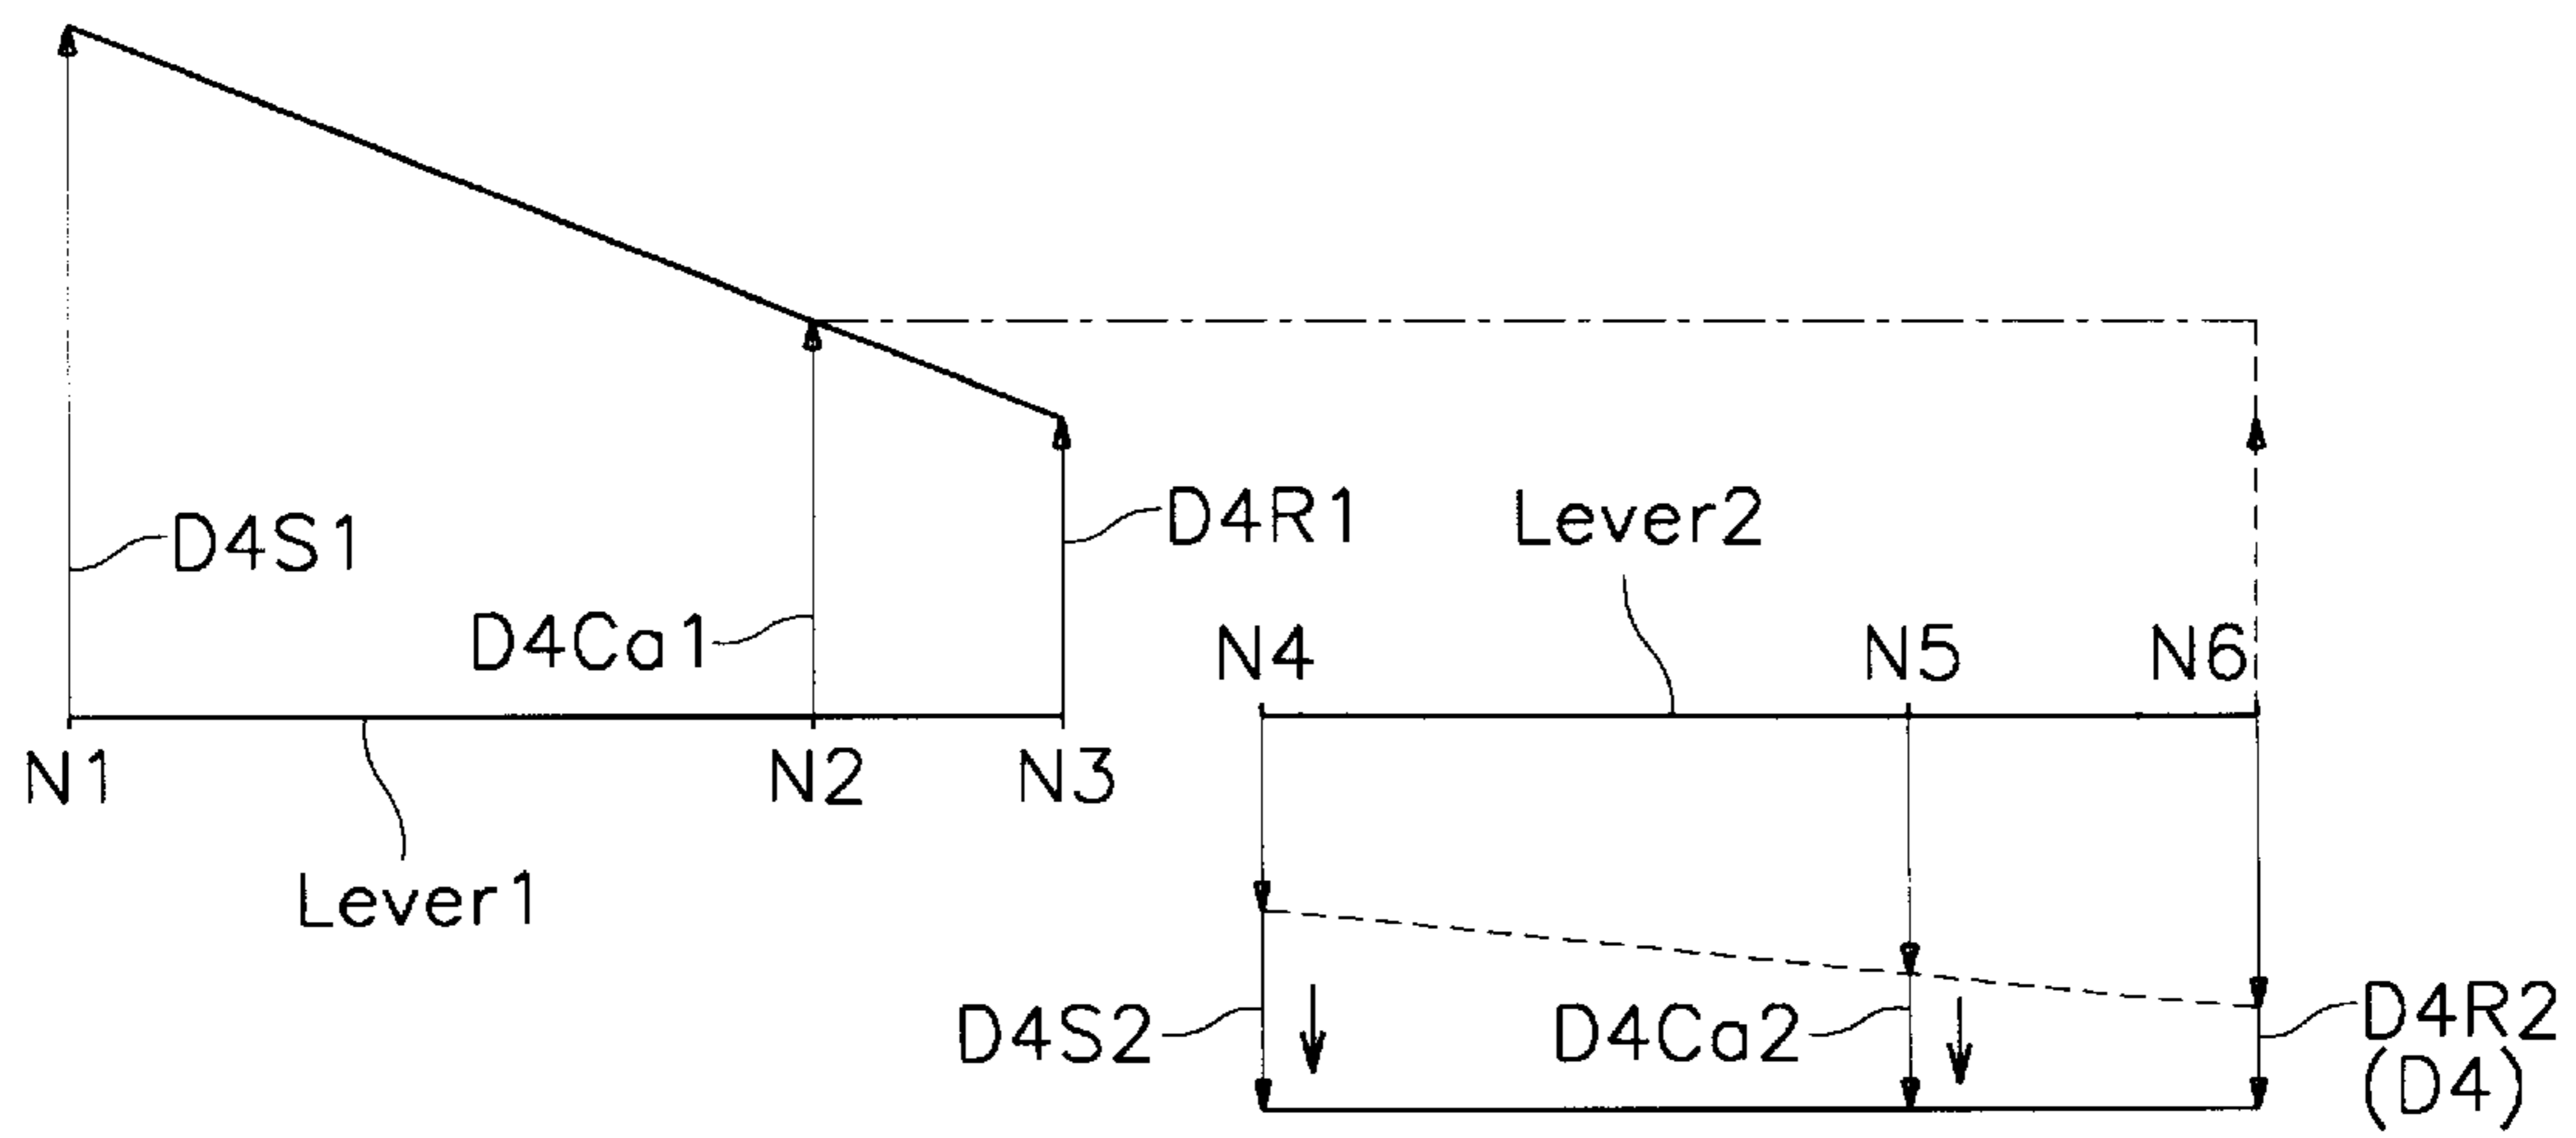 D4S1
D4R1
Lever2
D4Ca1
N4
N5
N6
N1
N2
N3
Lever1
D4S2
D4Ca2
D4R2
(D4)